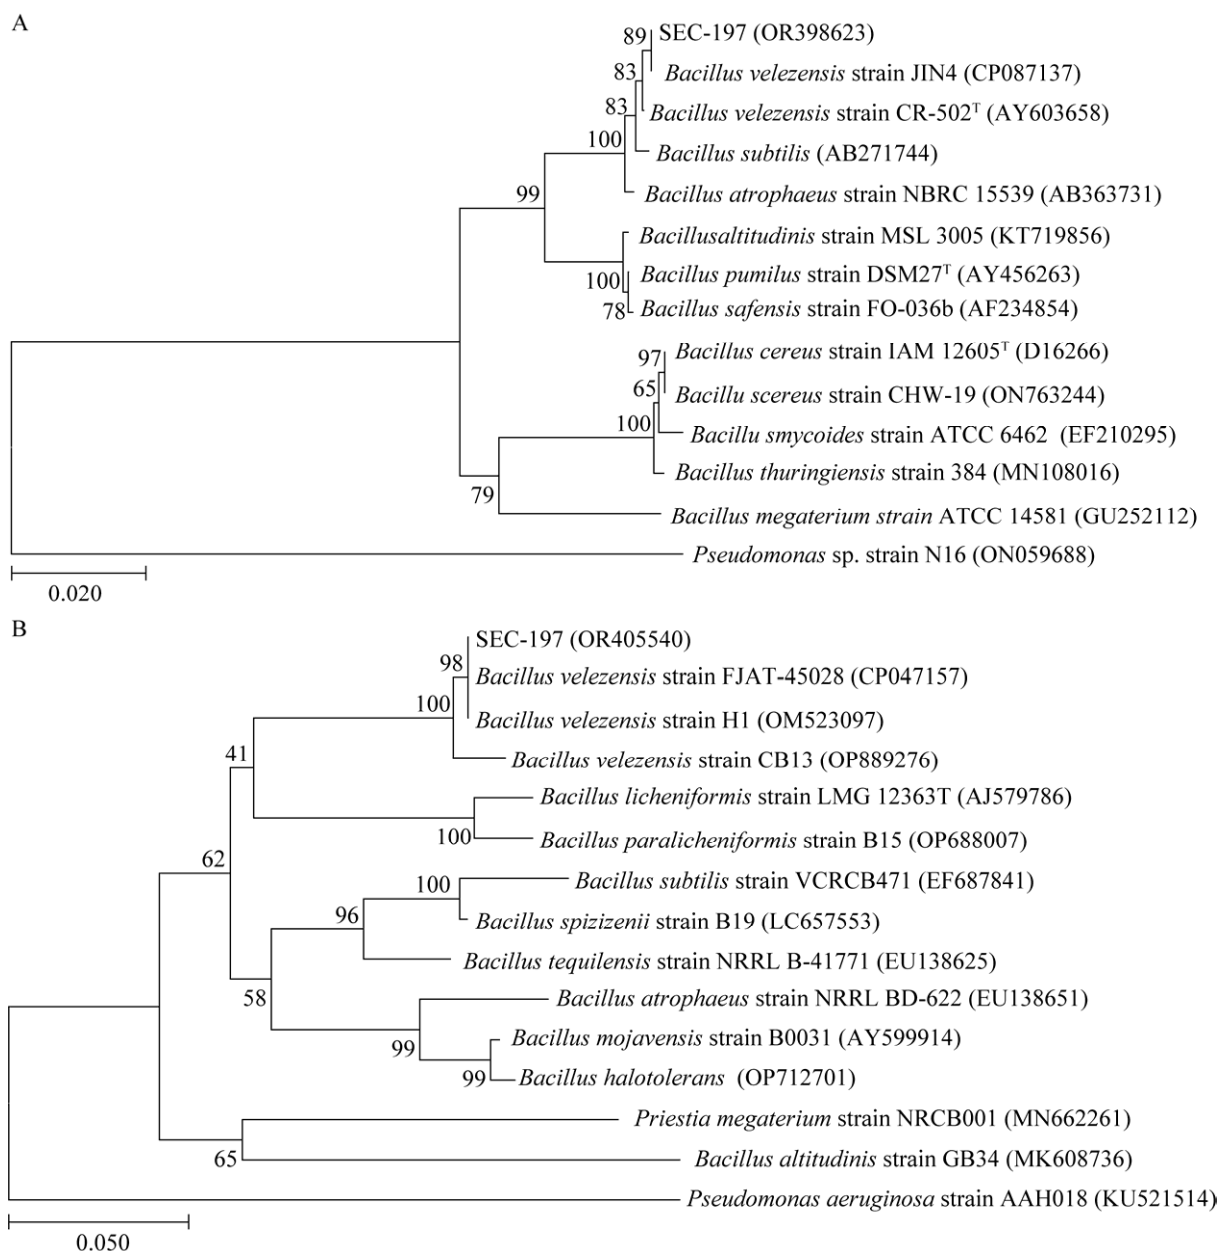 A
89
SEC-197 (OR398623)
Bacillus velezensis strain JIN4 (CP087137)
83
Bacillus velezensis strain CR-502ᵀ (AY603658)
83
100
Bacillus subtilis (AB271744)
99
Bacillus atrophaeus strain NBRC 15539 (AB363731)
Bacillusaltitudinis strain MSL 3005 (KT719856)
100
Bacillus pumilus strain DSM27ᵀ (AY456263)
78
Bacillus safensis strain FO-036b (AF234854)
97
Bacillus cereus strain IAM 12605ᵀ (D16266)
65
Bacillu scereus strain CHW-19 (ON763244)
100
Bacillu smycoides strain ATCC 6462 (EF210295)
Bacillus thuringiensis strain 384 (MN108016)
79
Bacillus megaterium strain ATCC 14581 (GU252112)
Pseudomonas sp. strain N16 (ON059688)
0.020
B
SEC-197 (OR405540)
98
Bacillus velezensis strain FJAT-45028 (CP047157)
100
Bacillus velezensis strain H1 (OM523097)
41
Bacillus velezensis strain CB13 (OP889276)
Bacillus licheniformis strain LMG 12363T (AJ579786)
100
Bacillus paralicheniformis strain B15 (OP688007)
62
100
Bacillus subtilis strain VCRCB471 (EF687841)
96
Bacillus spizizenii strain B19 (LC657553)
Bacillus tequilensis strain NRRL B-41771 (EU138625)
58
Bacillus atrophaeus strain NRRL BD-622 (EU138651)
99
Bacillus mojavensis strain B0031 (AY599914)
99
Bacillus halotolerans (OP712701)
Priestia megaterium strain NRCB001 (MN662261)
65
Bacillus altitudinis strain GB34 (MK608736)
Pseudomonas aeruginosa strain AAH018 (KU521514)
0.050